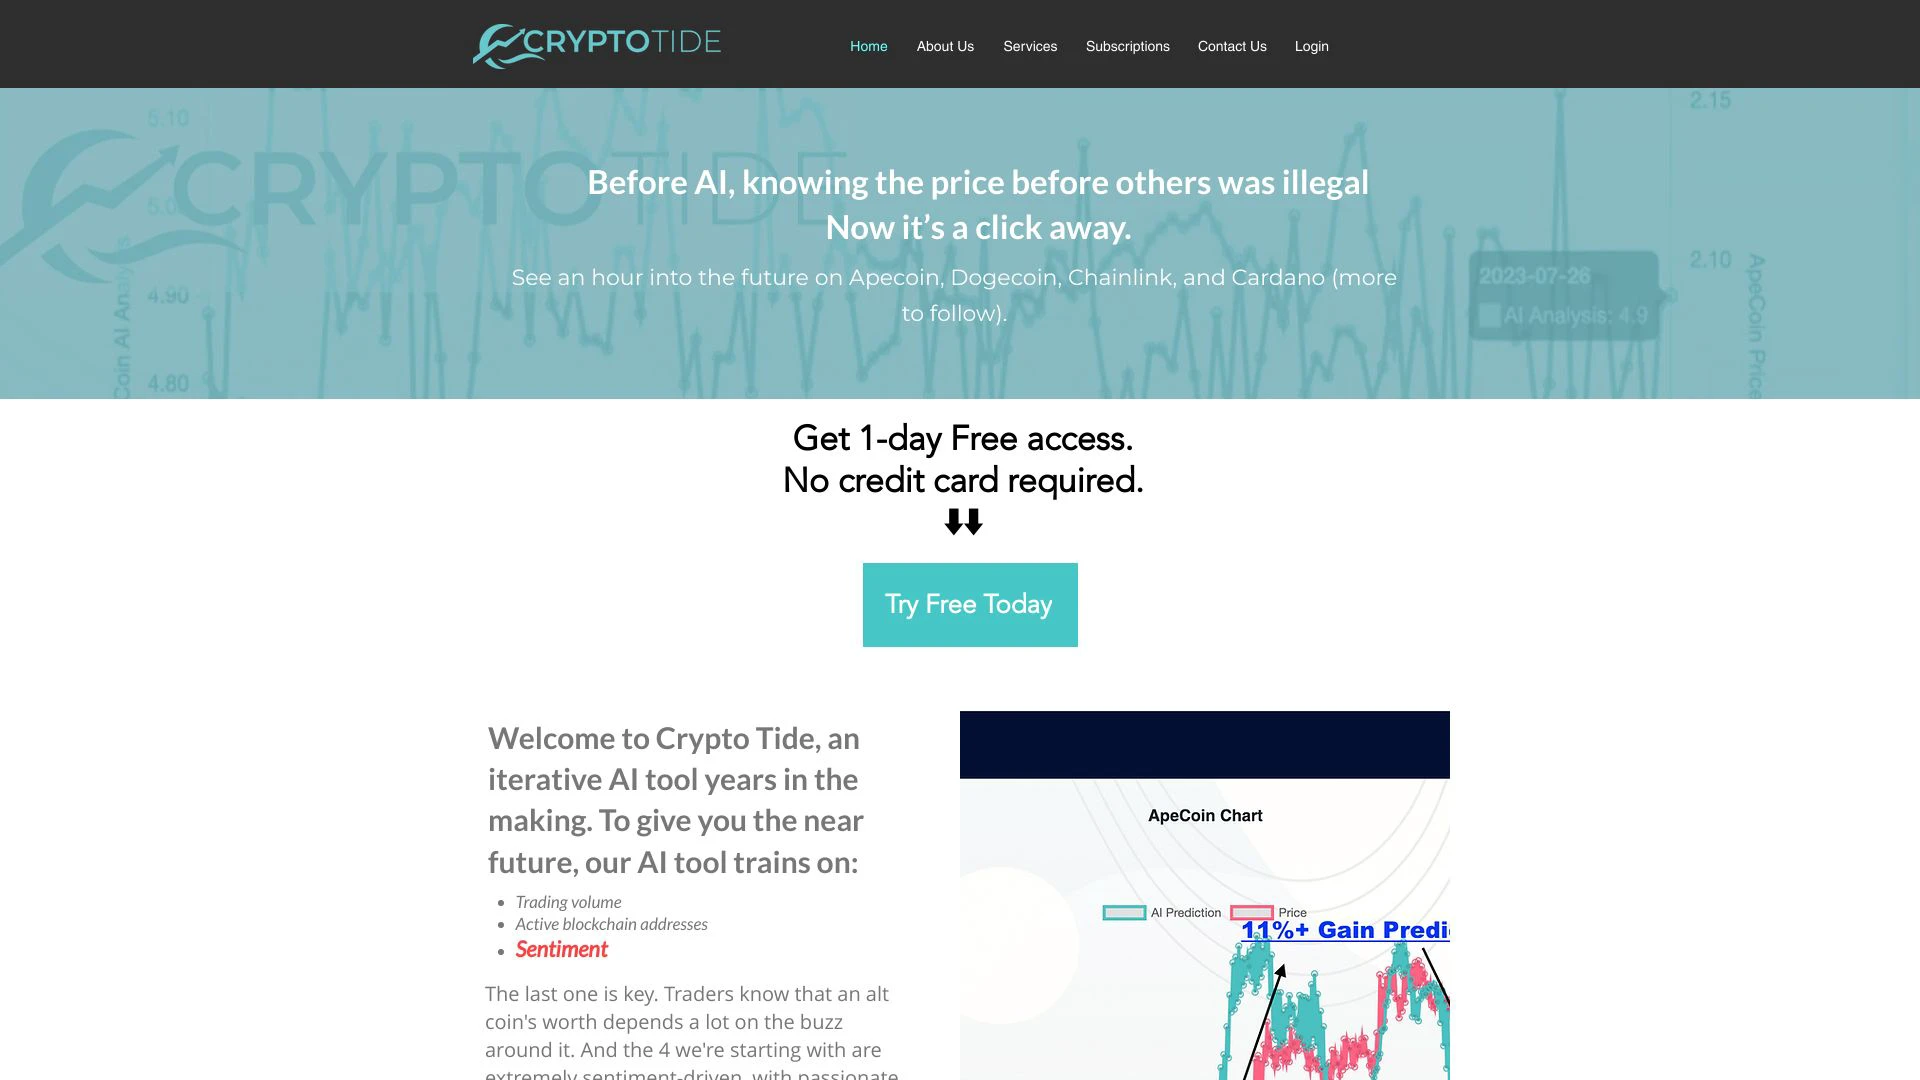 CRYPTOTIDE
Home
About Us
Services
Subscriptions
Contact Us
Login
5.10
2.15
CRYPTOTIDE
5.0
Before AI, knowing the price before others was illegal
Now it’s a click away.
See an hour into the future on Apecoin, Dogecoin, Chainlink, and Cardano (more
to follow).
4.90
4.80
Coin AI Analys
2.10
2023-07-26
AI Analysis: 4.9
ApeCoin Price
Get 1-day Free access.
No credit card required.
⬇⬇
Try Free Today
Welcome to Crypto Tide, an
iterative AI tool years in the
making. To give you the near
future, our AI tool trains on:
• Trading volume
• Active blockchain addresses
• Sentiment
The last one is key. Traders know that an alt
coin's worth depends a lot on the buzz
around it. And the 4 we're starting with are
extremely sentiment-driven, with passionate
ApeCoin Chart
AI Prediction
Price
11%+ Gain Predi